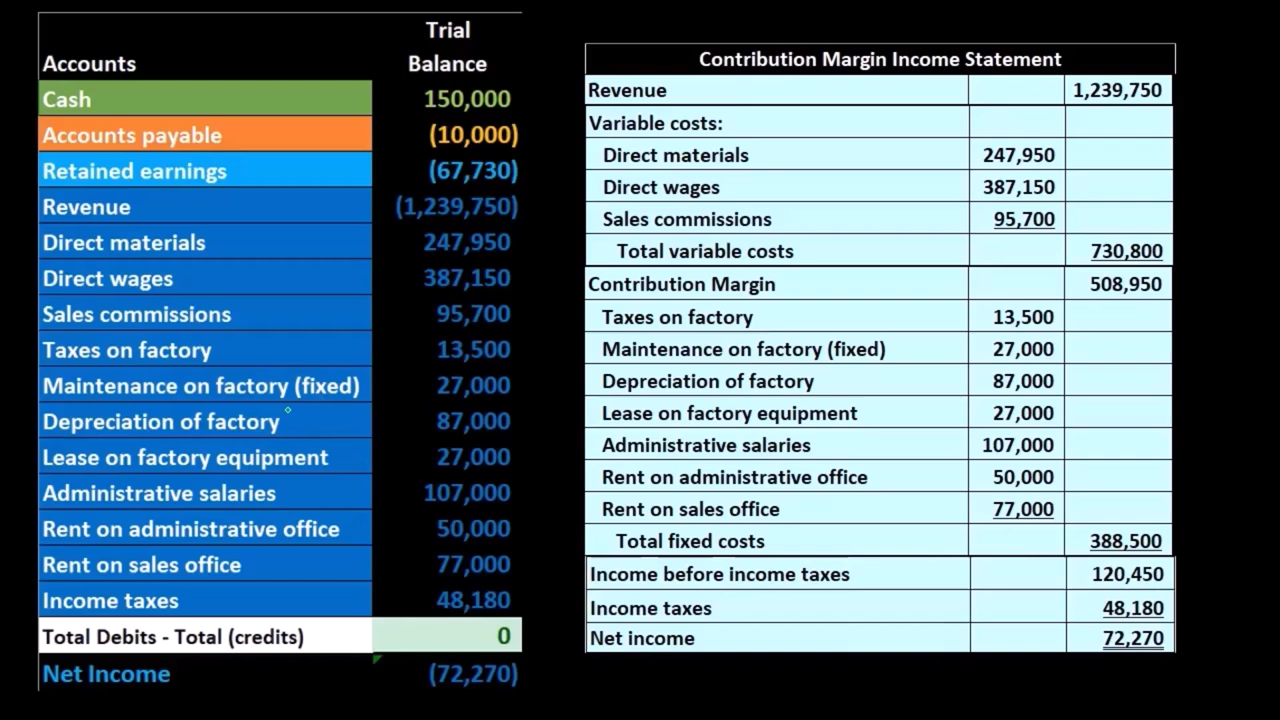 Trial
Accounts Balance
Cash 150,000
Accounts payable (10,000)
Retained earnings (67,730)
Revenue (1,239,750)
Direct materials 247,950
Direct wages 387,150
Sales commissions 95,700
Taxes on factory 13,500
Maintenance on factory (fixed) 27,000
Depreciation of factory 87,000
Lease on factory equipment 27,000
Administrative salaries 107,000
Rent on administrative office 50,000
Rent on sales office 77,000
Income taxes 48,180
Total Debits - Total (credits) 0
Net Income (72,270)
Contribution Margin Income Statement
Revenue 1,239,750
Variable costs:
Direct materials 247,950
Direct wages 387,150
Sales commissions 95,700
Total variable costs 730,800
Contribution Margin 508,950
Taxes on factory 13,500
Maintenance on factory (fixed) 27,000
Depreciation of factory 87,000
Lease on factory equipment 27,000
Administrative salaries 107,000
Rent on administrative office 50,000
Rent on sales office 77,000
Total fixed costs 388,500
Income before income taxes 120,450
Income taxes 48,180
Net income 72,270